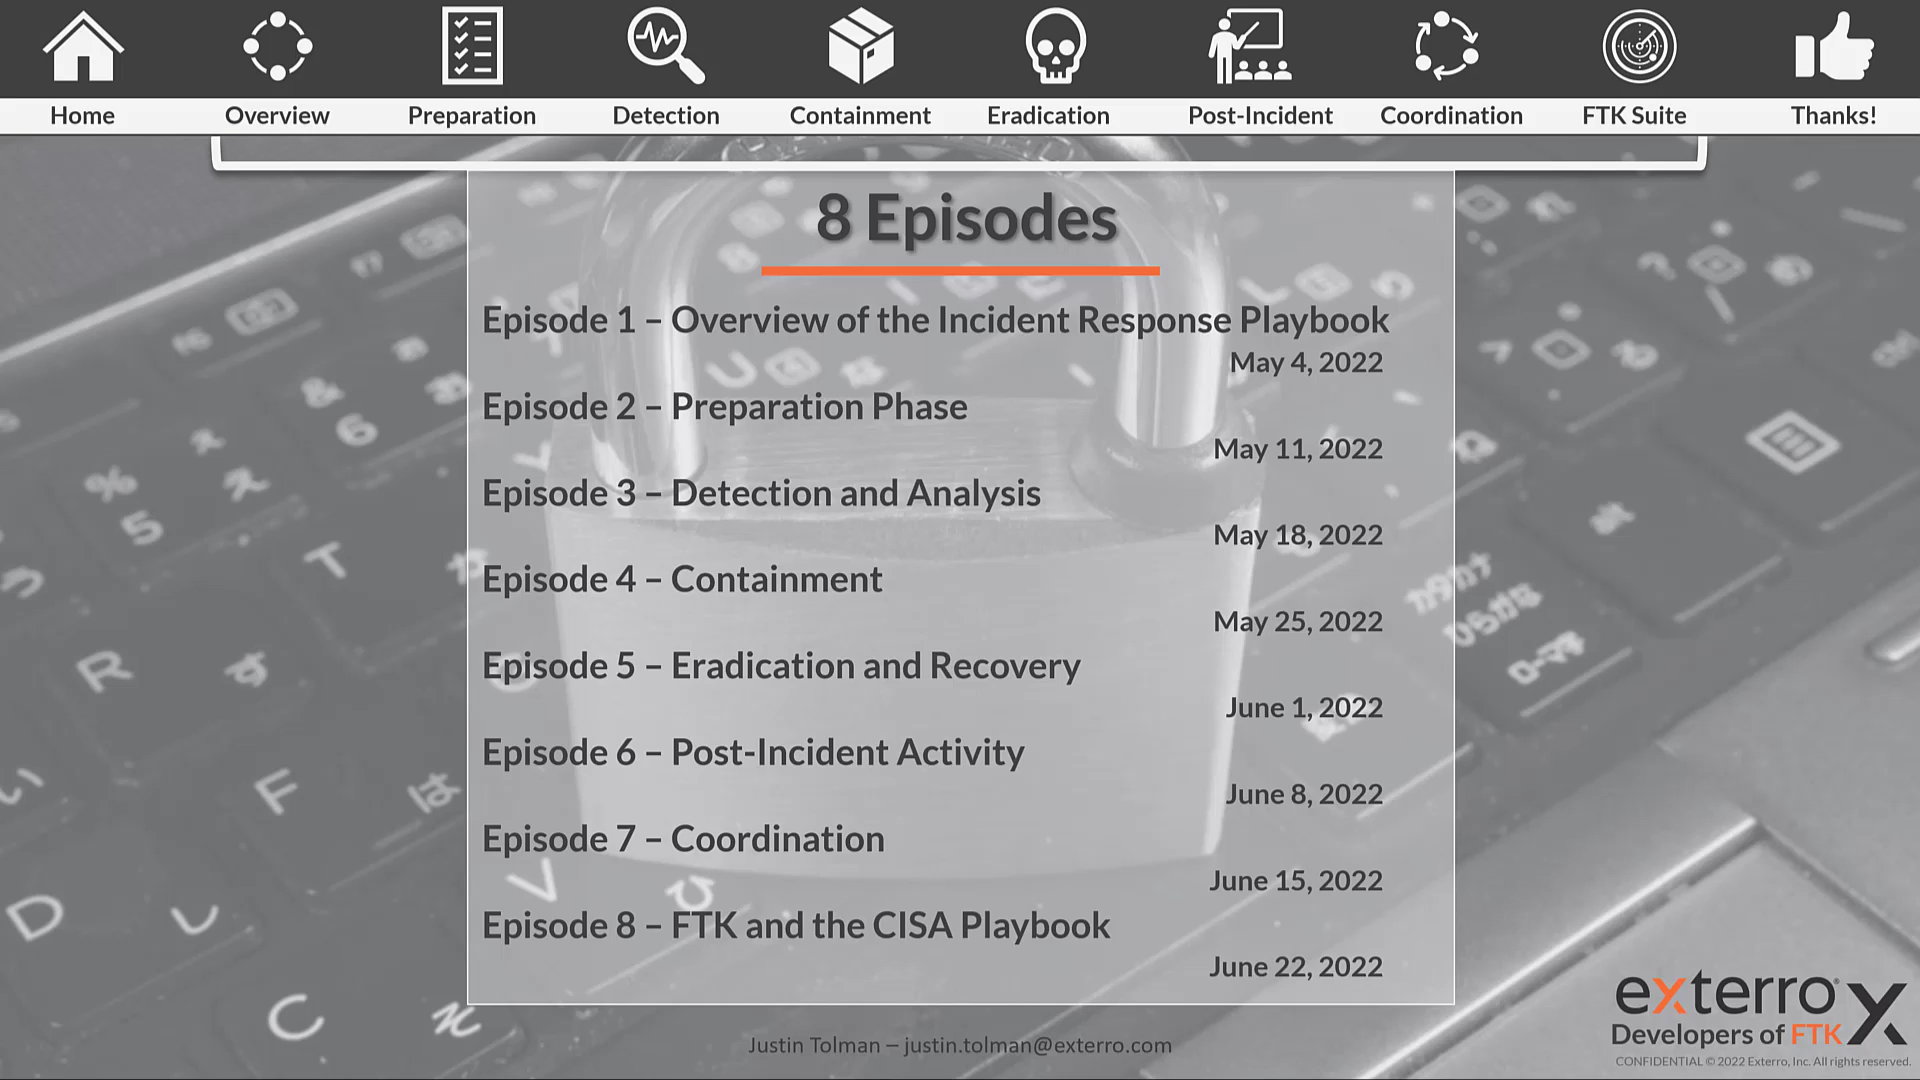 Home
Overview
Preparation
Detection
Containment
Eradication
Post-Incident
Coordination
FTK Suite
Thanks!
8 Episodes
Episode 1 – Overview of the Incident Response Playbook
May 4, 2022
Episode 2 – Preparation Phase
May 11, 2022
Episode 3 – Detection and Analysis
May 18, 2022
Episode 4 – Containment
May 25, 2022
Episode 5 – Eradication and Recovery
June 1, 2022
Episode 6 – Post-Incident Activity
June 8, 2022
Episode 7 – Coordination
June 15, 2022
Episode 8 – FTK and the CISA Playbook
June 22, 2022
Justin Tolman – justin.tolman@exterro.com
exterro® X
Developers of FTK
CONFIDENTIAL © 2022 Exterro, Inc. All rights reserved.
&
6
%
5
T
R
す
F
は
D
C
V